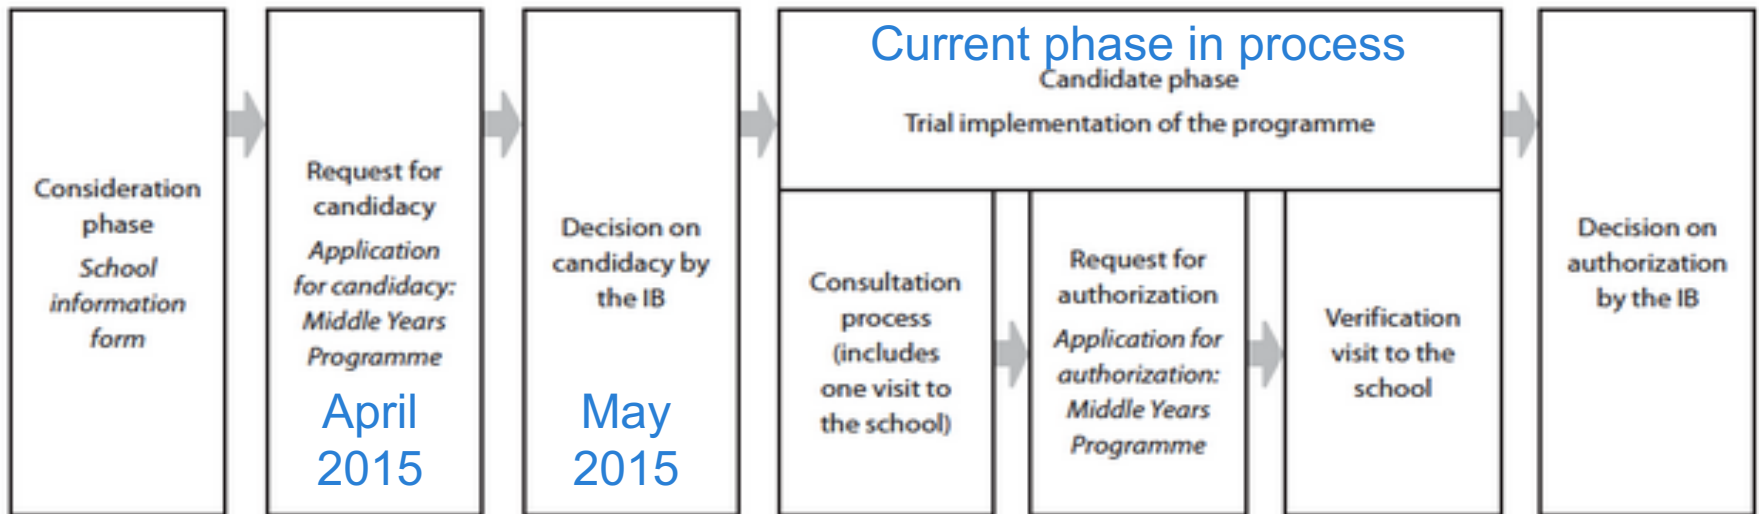 Consideration
phase
School
information
form
Request for
candidacy
Application
for candidacy:
Middle Years
Programme
April
2015
Decision on
candidacy by
the IB
May
2015
Current phase in process
Candidate phase
Trial implementation of the programme
Consultation
process
(includes
one visit to
the school)
Request for
authorization
Application for
authorization:
Middle Years
Programme
Verification
visit to the
school
Decision on
authorization
by the IB